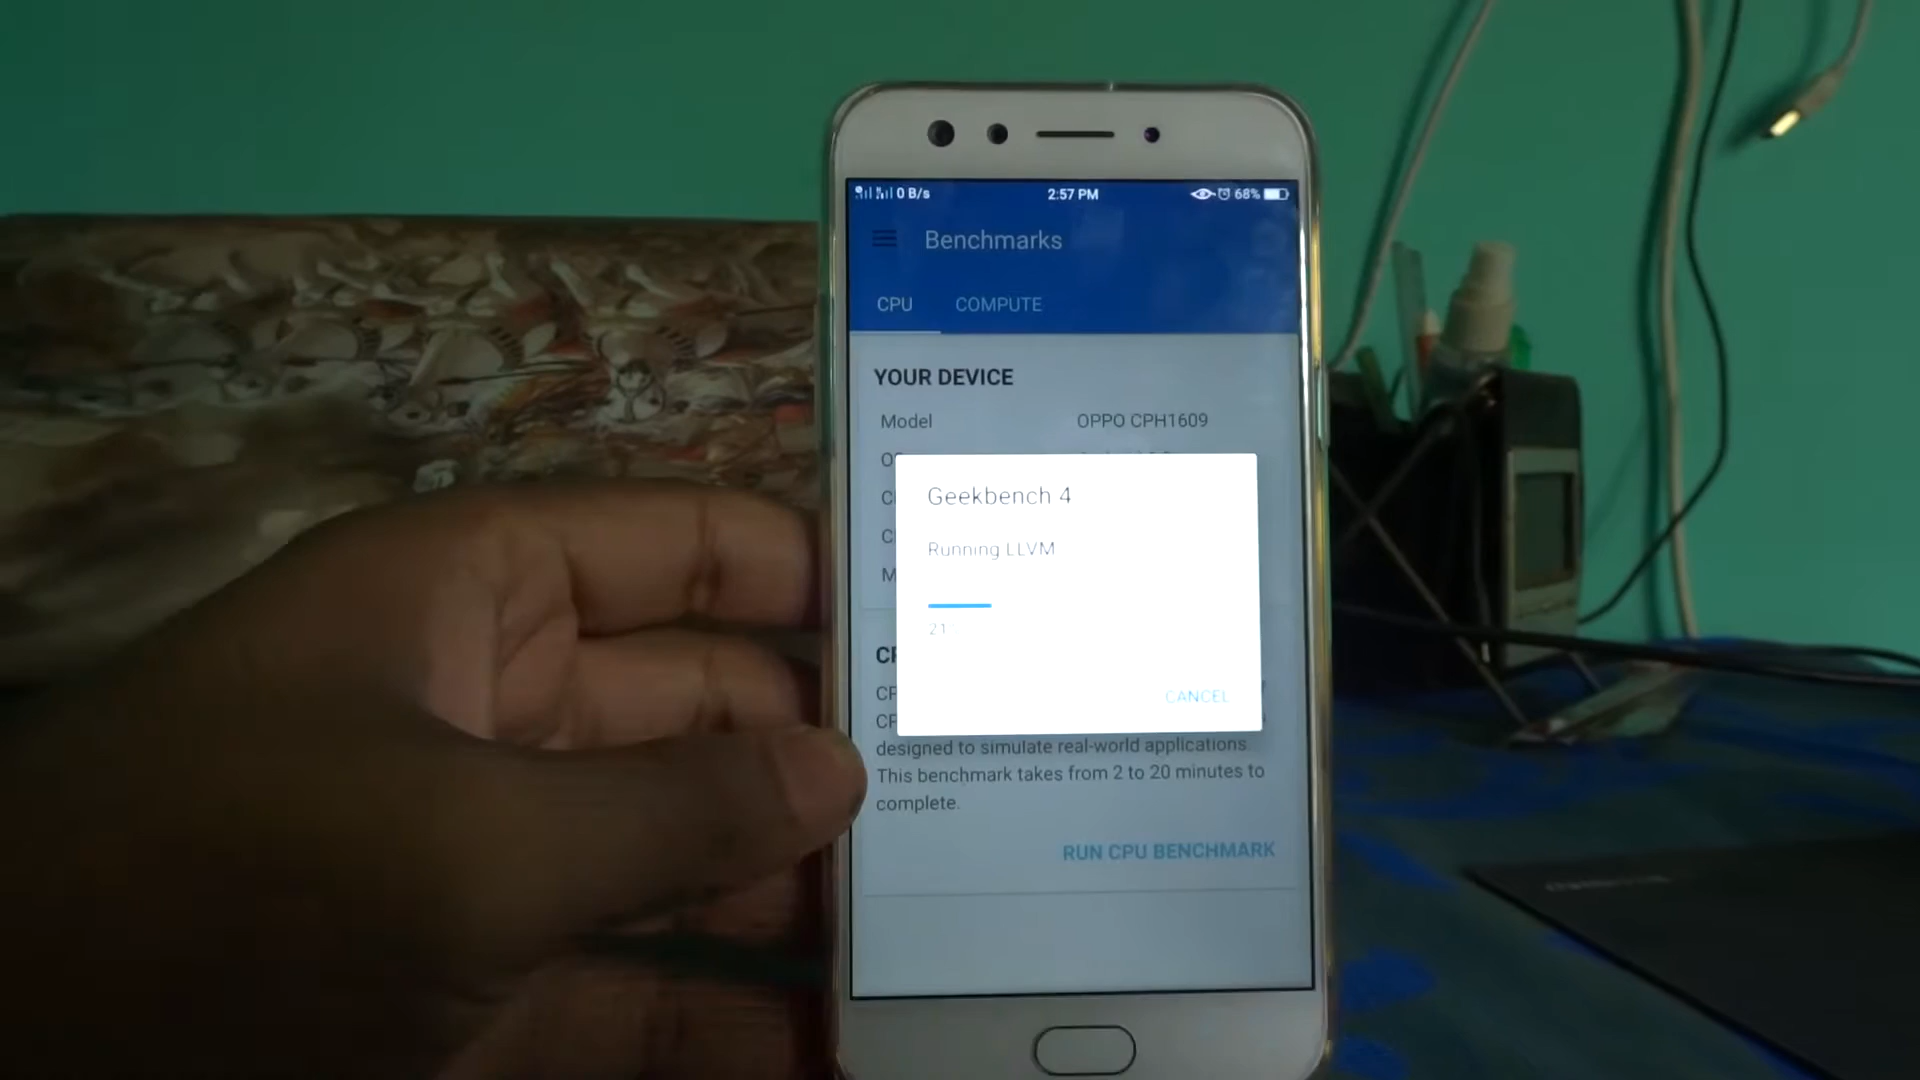 0 B/s 2:57 PM 68%
Benchmarks
CPU COMPUTE
YOUR DEVICE
Model OPPO CPH1609
Geekbench 4
Running LLVM
21%
CANCEL
designed to simulate real-world applications.
This benchmark takes from 2 to 20 minutes to
complete.
RUN CPU BENCHMARK